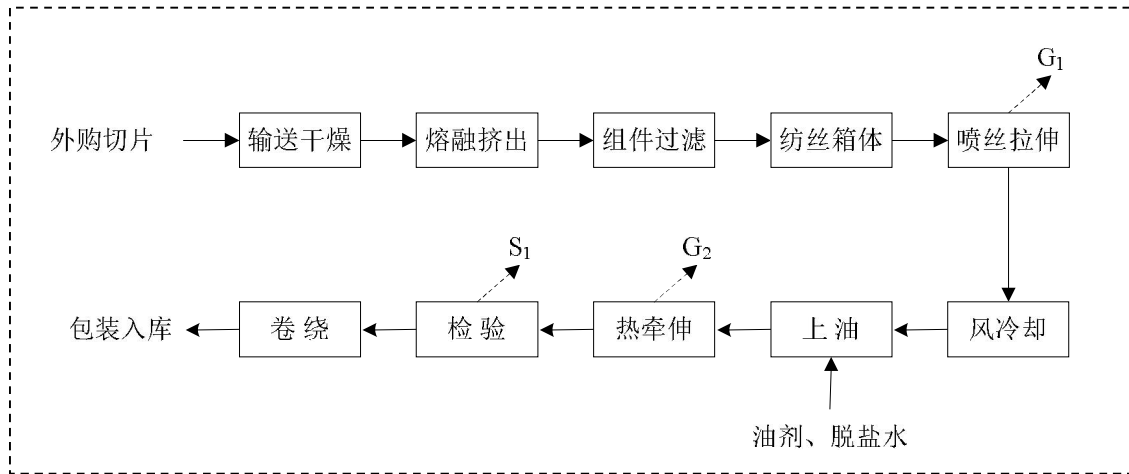 G₁
外购切片 输送干燥 熔融挤出 组件过滤 纺丝箱体 喷丝拉伸
S₁ G₂
包装入库 卷绕 检验 热牵伸 上油 风冷却
油剂、脱盐水